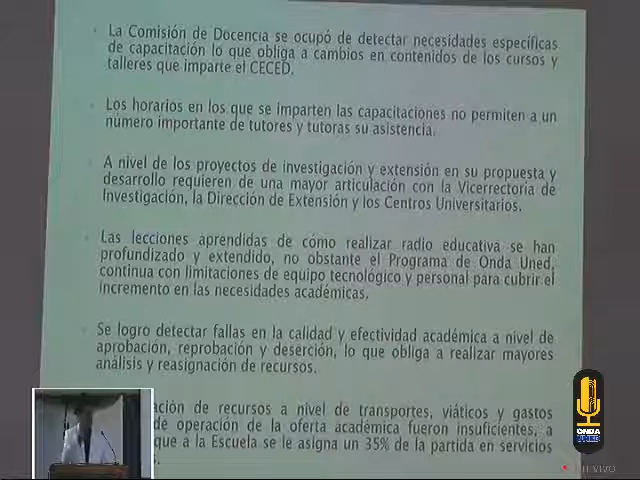 La Comisión de Docencia se ocupó de detectar necesidades específicas
de capacitación lo que obliga a cambios en contenidos de los cursos y
talleres que imparte el CECED.
Los horarios en los que se imparten las capacitaciones no permiten a un
número importante de tutores y tutoras su asistencia.
A nivel de los proyectos de investigación y extensión en su propuesta y
desarrollo requieren de una mayor articulación con la Vicerrectoría de
Investigación, la Dirección de Extensión y los Centros Universitarios.
Las lecciones aprendidas de cómo realizar radio educativa se han
profundizado y extendido, no obstante el Programa de Onda Uned,
continua con limitaciones de equipo tecnológico y personal para cubrir el
incremento en las necesidades académicas.
Se logro detectar fallas en la calidad y efectividad académica a nivel de
aprobación, reprobación y deserción, lo que obliga a realizar mayores
análisis y reasignación de recursos.
ación de recursos a nivel de transportes, viáticos y gastos
de operación de la oferta académica fueron insuficientes, a
que a la Escuela se le asigna un 35% de la partida en servicios
ONDA
UNED
EN VIVO